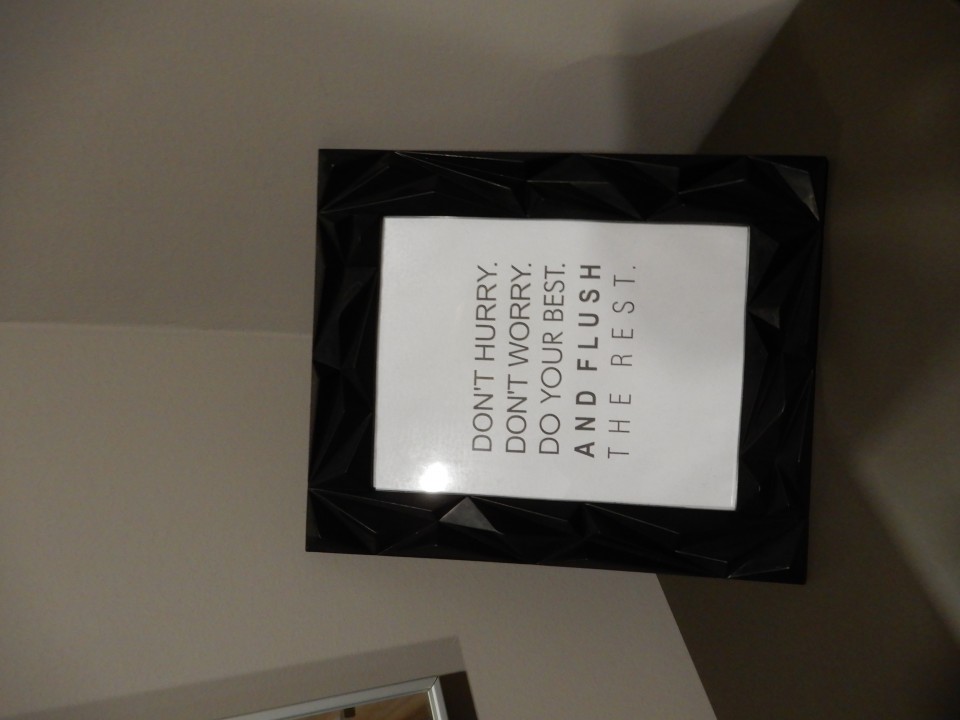 DON'T HURRY.
DON'T WORRY.
DO YOUR BEST.
AND FLUSH
THE REST.